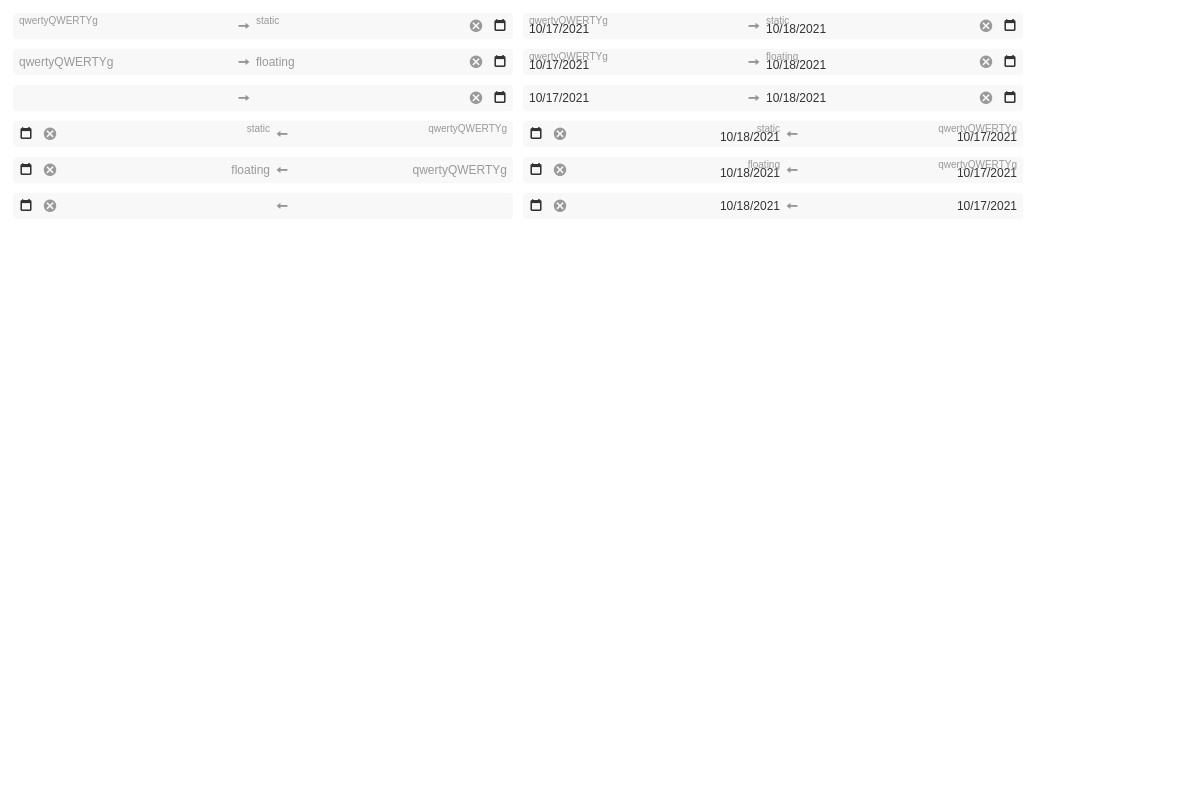 qwertyQWERTYg static qwertyQWERTYg static
10/17/2021 10/18/2021
qwertyQWERTYg floating qwertyQWERTYg floating
10/17/2021 10/18/2021
10/17/2021 10/18/2021
static qwertyQWERTYg static qwertyQWERTYg
10/18/2021 10/17/2021
floating qwertyQWERTYg floating qwertyQWERTYg
10/18/2021 10/17/2021
10/18/2021 10/17/2021